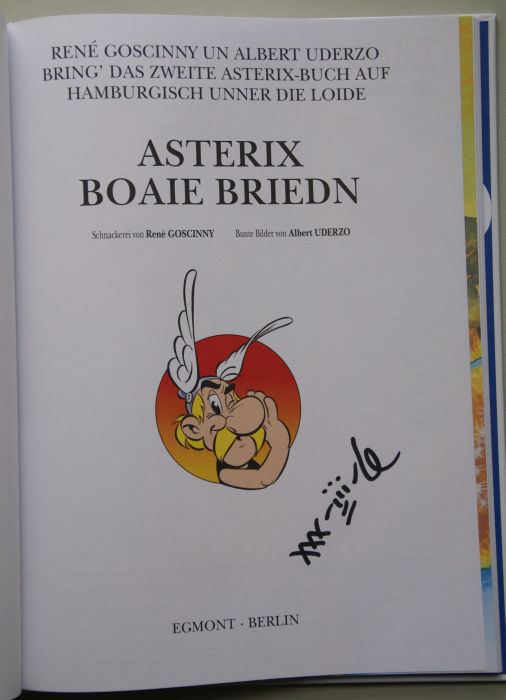 RENÉ GOSCINNY UN ALBERT UDERZO
BRING' DAS ZWEITE ASTERIX-BUCH AUF
HAMBURGISCH UNNER DIE LOIDE
ASTERIX
BOAIE BRIEDN
Schnackerei von René GOSCINNY Bunte Bilder von Albert UDERZO
EGMONT · BERLIN